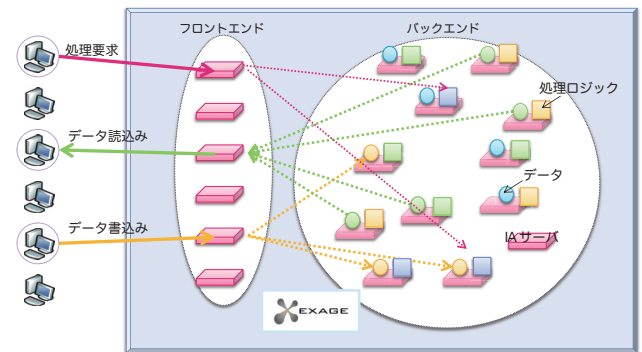 フロントエンド
バックエンド
処理要求
処理ロジック
データ読込み
データ
データ書込み
IAサーバ
EXAGE